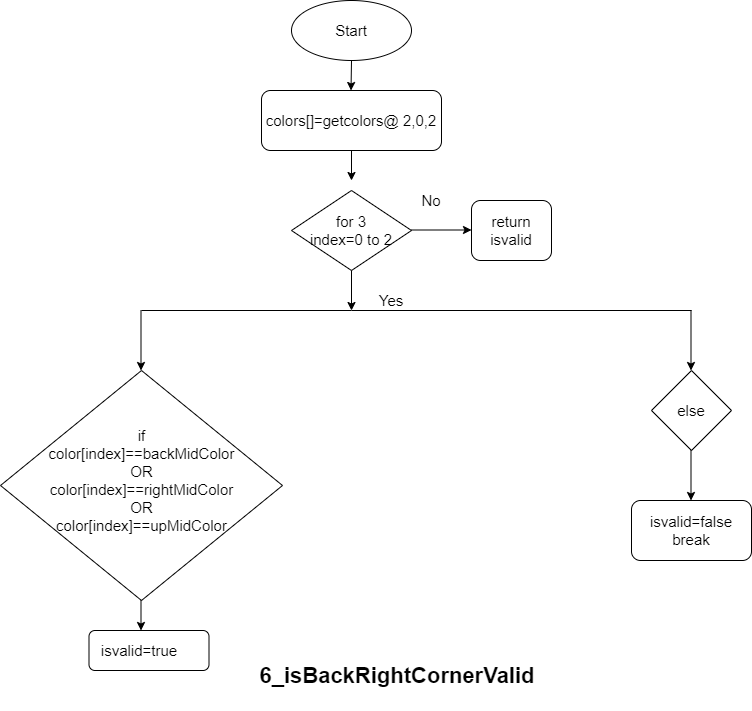 Start
colors[]=getcolors@ 2,0,2
for 3
index=0 to 2
No
return
isvalid
Yes
if
color[index]==backMidColor
OR
color[index]==rightMidColor
OR
color[index]==upMidColor
else
isvalid=false
break
isvalid=true
6_isBackRightCornerValid